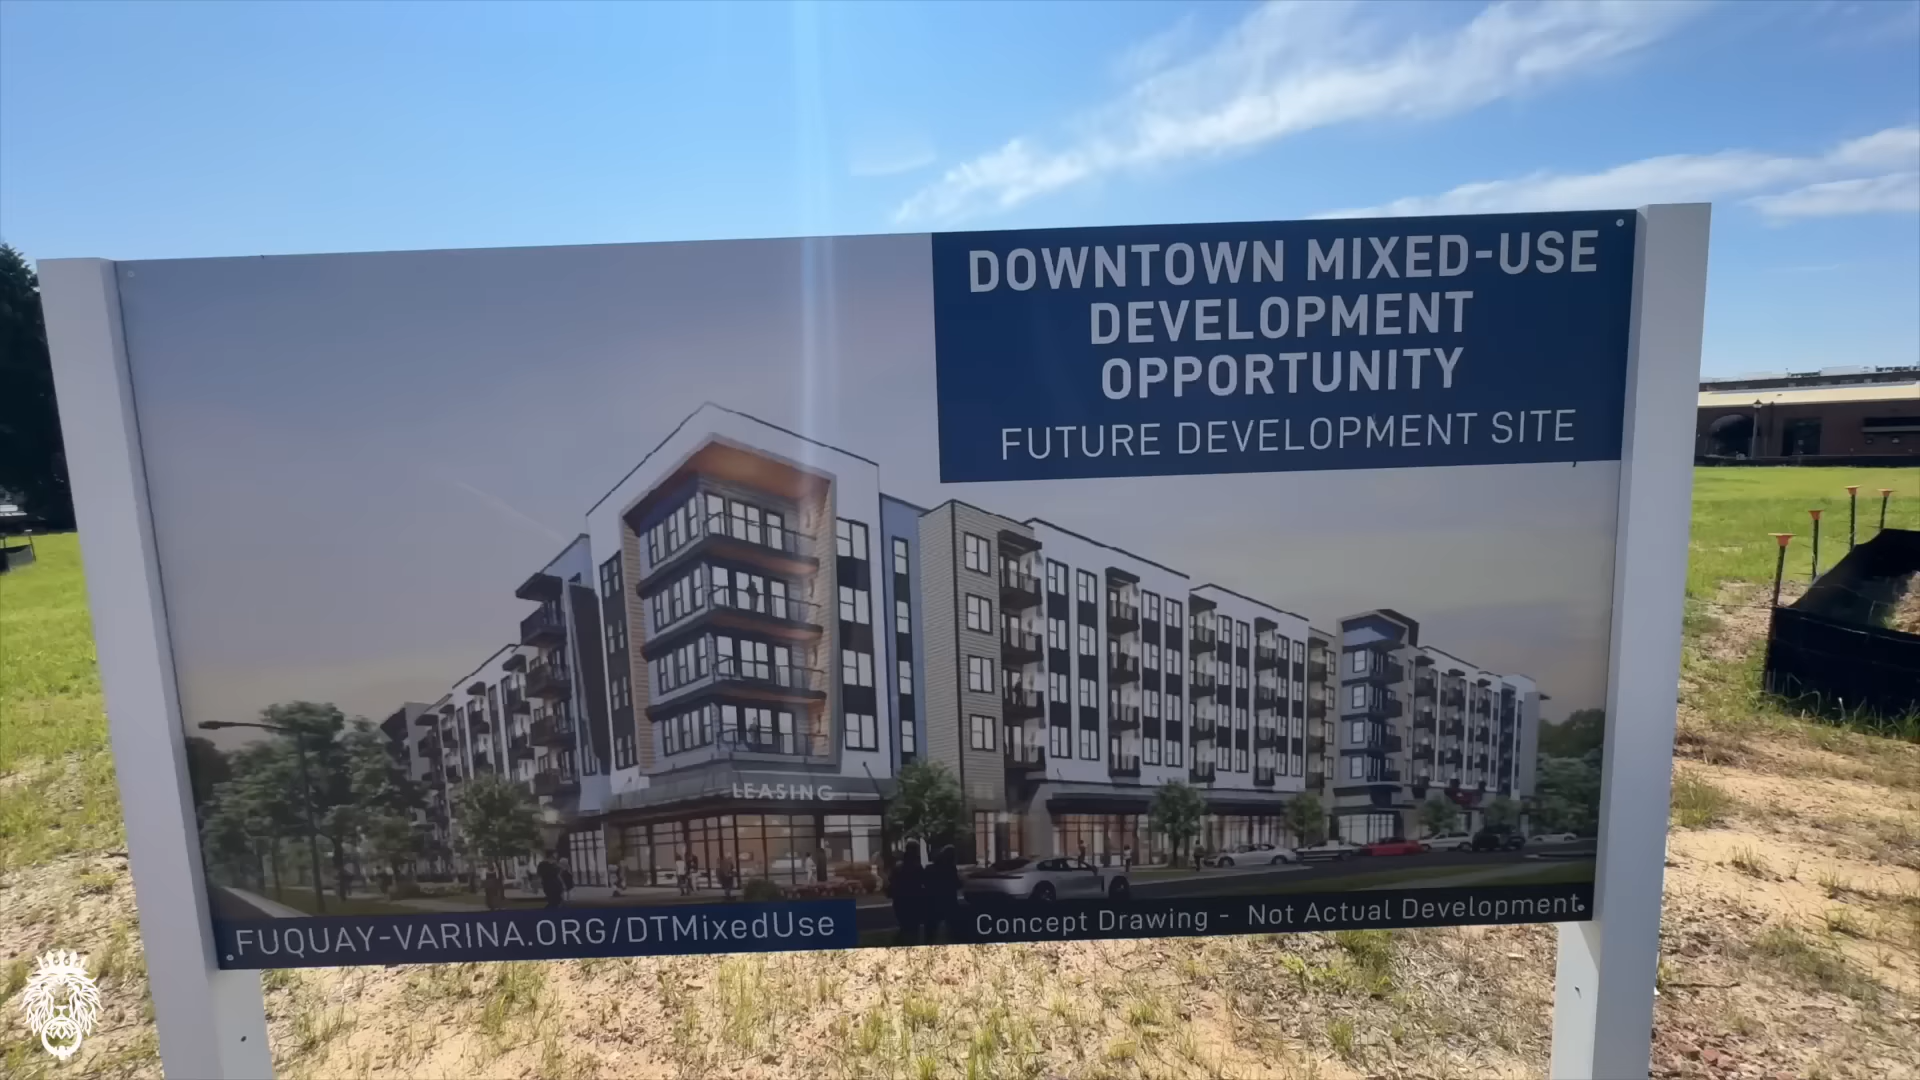 DOWNTOWN MIXED-USE
DEVELOPMENT
OPPORTUNITY
FUTURE DEVELOPMENT SITE
LEASING
FUQUAY-VARINA.ORG/DTMixedUse
Concept Drawing - Not Actual Development